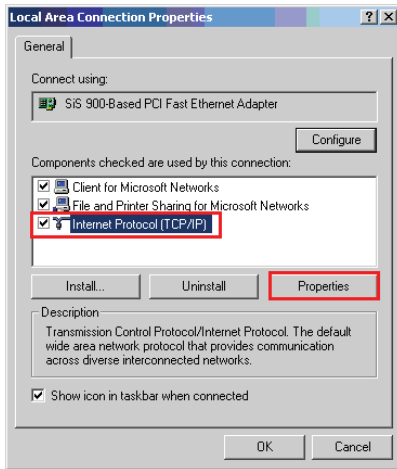 Local Area Connection Properties
General
Connect using:
SiS 900-Based PCI Fast Ethernet Adapter
Configure
Components checked are used by this connection:
Client for Microsoft Networks
File and Printer Sharing for Microsoft Networks
Internet Protocol (TCP/IP)
Install... Uninstall Properties
Description
Transmission Control Protocol/Internet Protocol. The default
wide area network protocol that provides communication
across diverse interconnected networks.
Show icon in taskbar when connected
OK Cancel